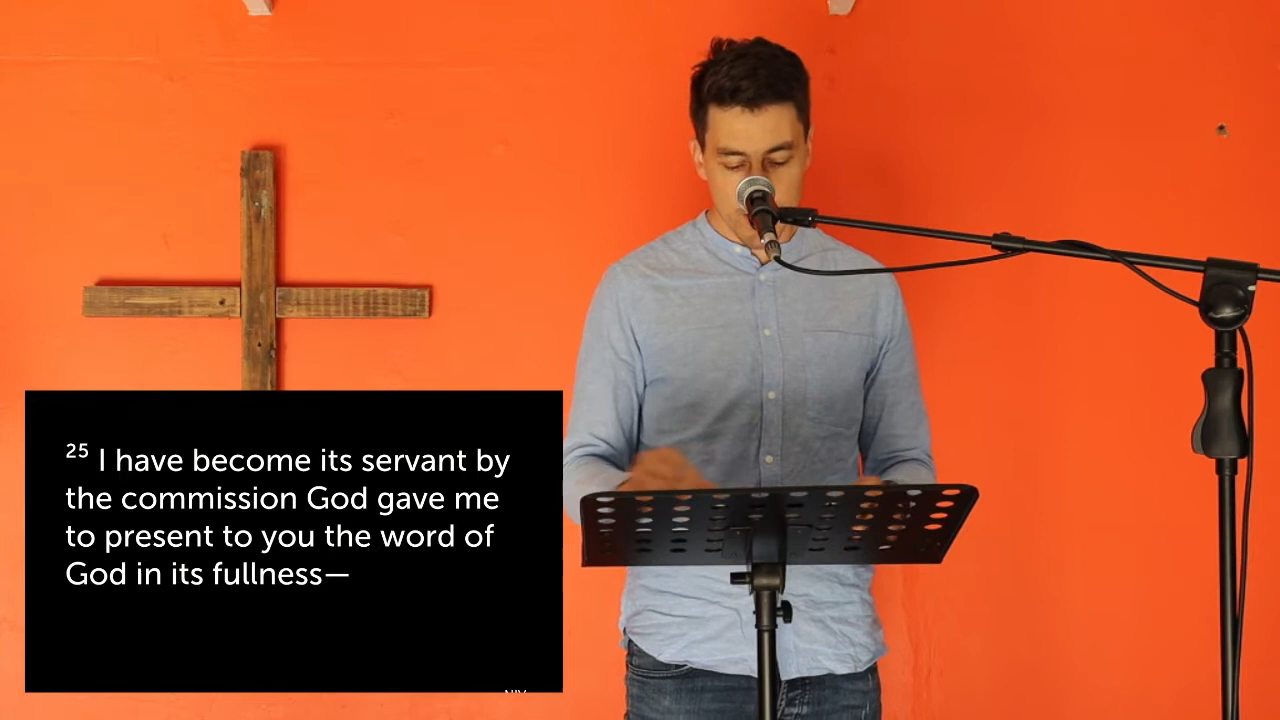 25 I have become its servant by
the commission God gave me
to present to you the word of
God in its fullness—